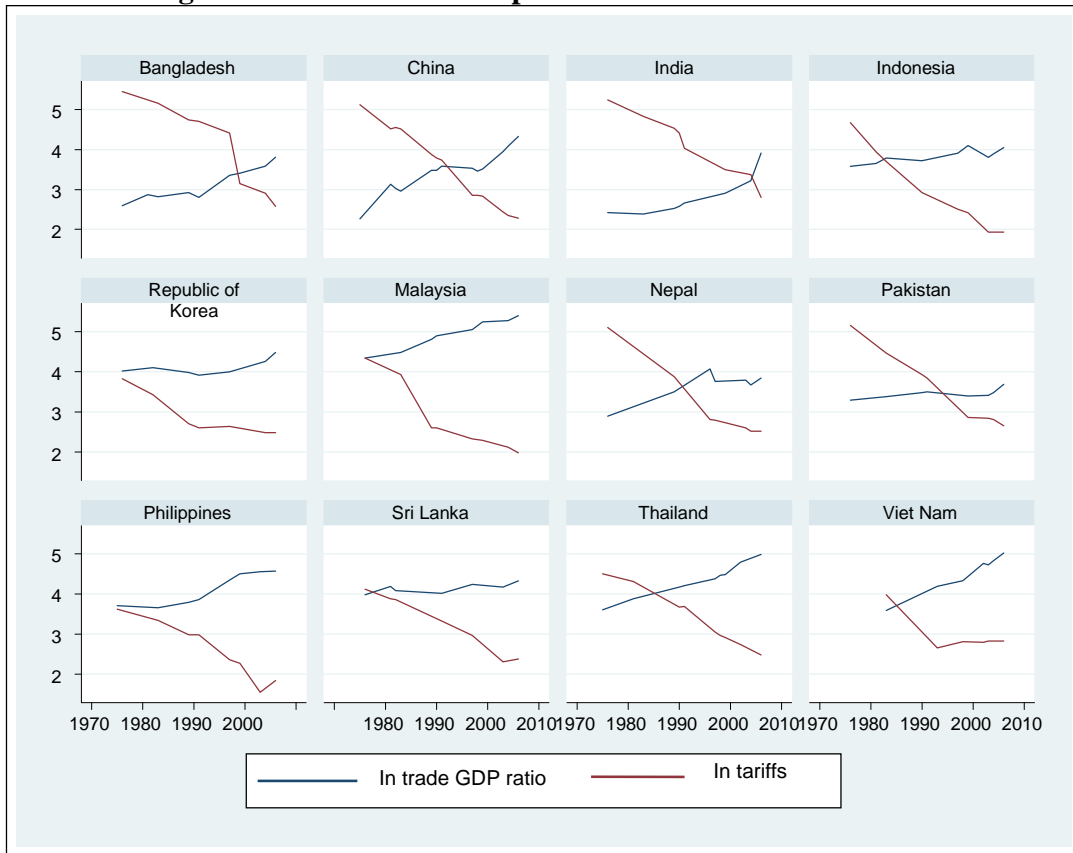 Bangladesh China India Indonesia
5
4
3
2
Republic of Korea Malaysia Nepal Pakistan
5
4
3
2
Philippines Sri Lanka Thailand Viet Nam
5
4
3
2
1970 1980 1990 2000 1980 1990 2000 2010 1970 1980 1990 2000 2010 1970 1980 1990 2000 2010
In trade GDP ratio In tariffs